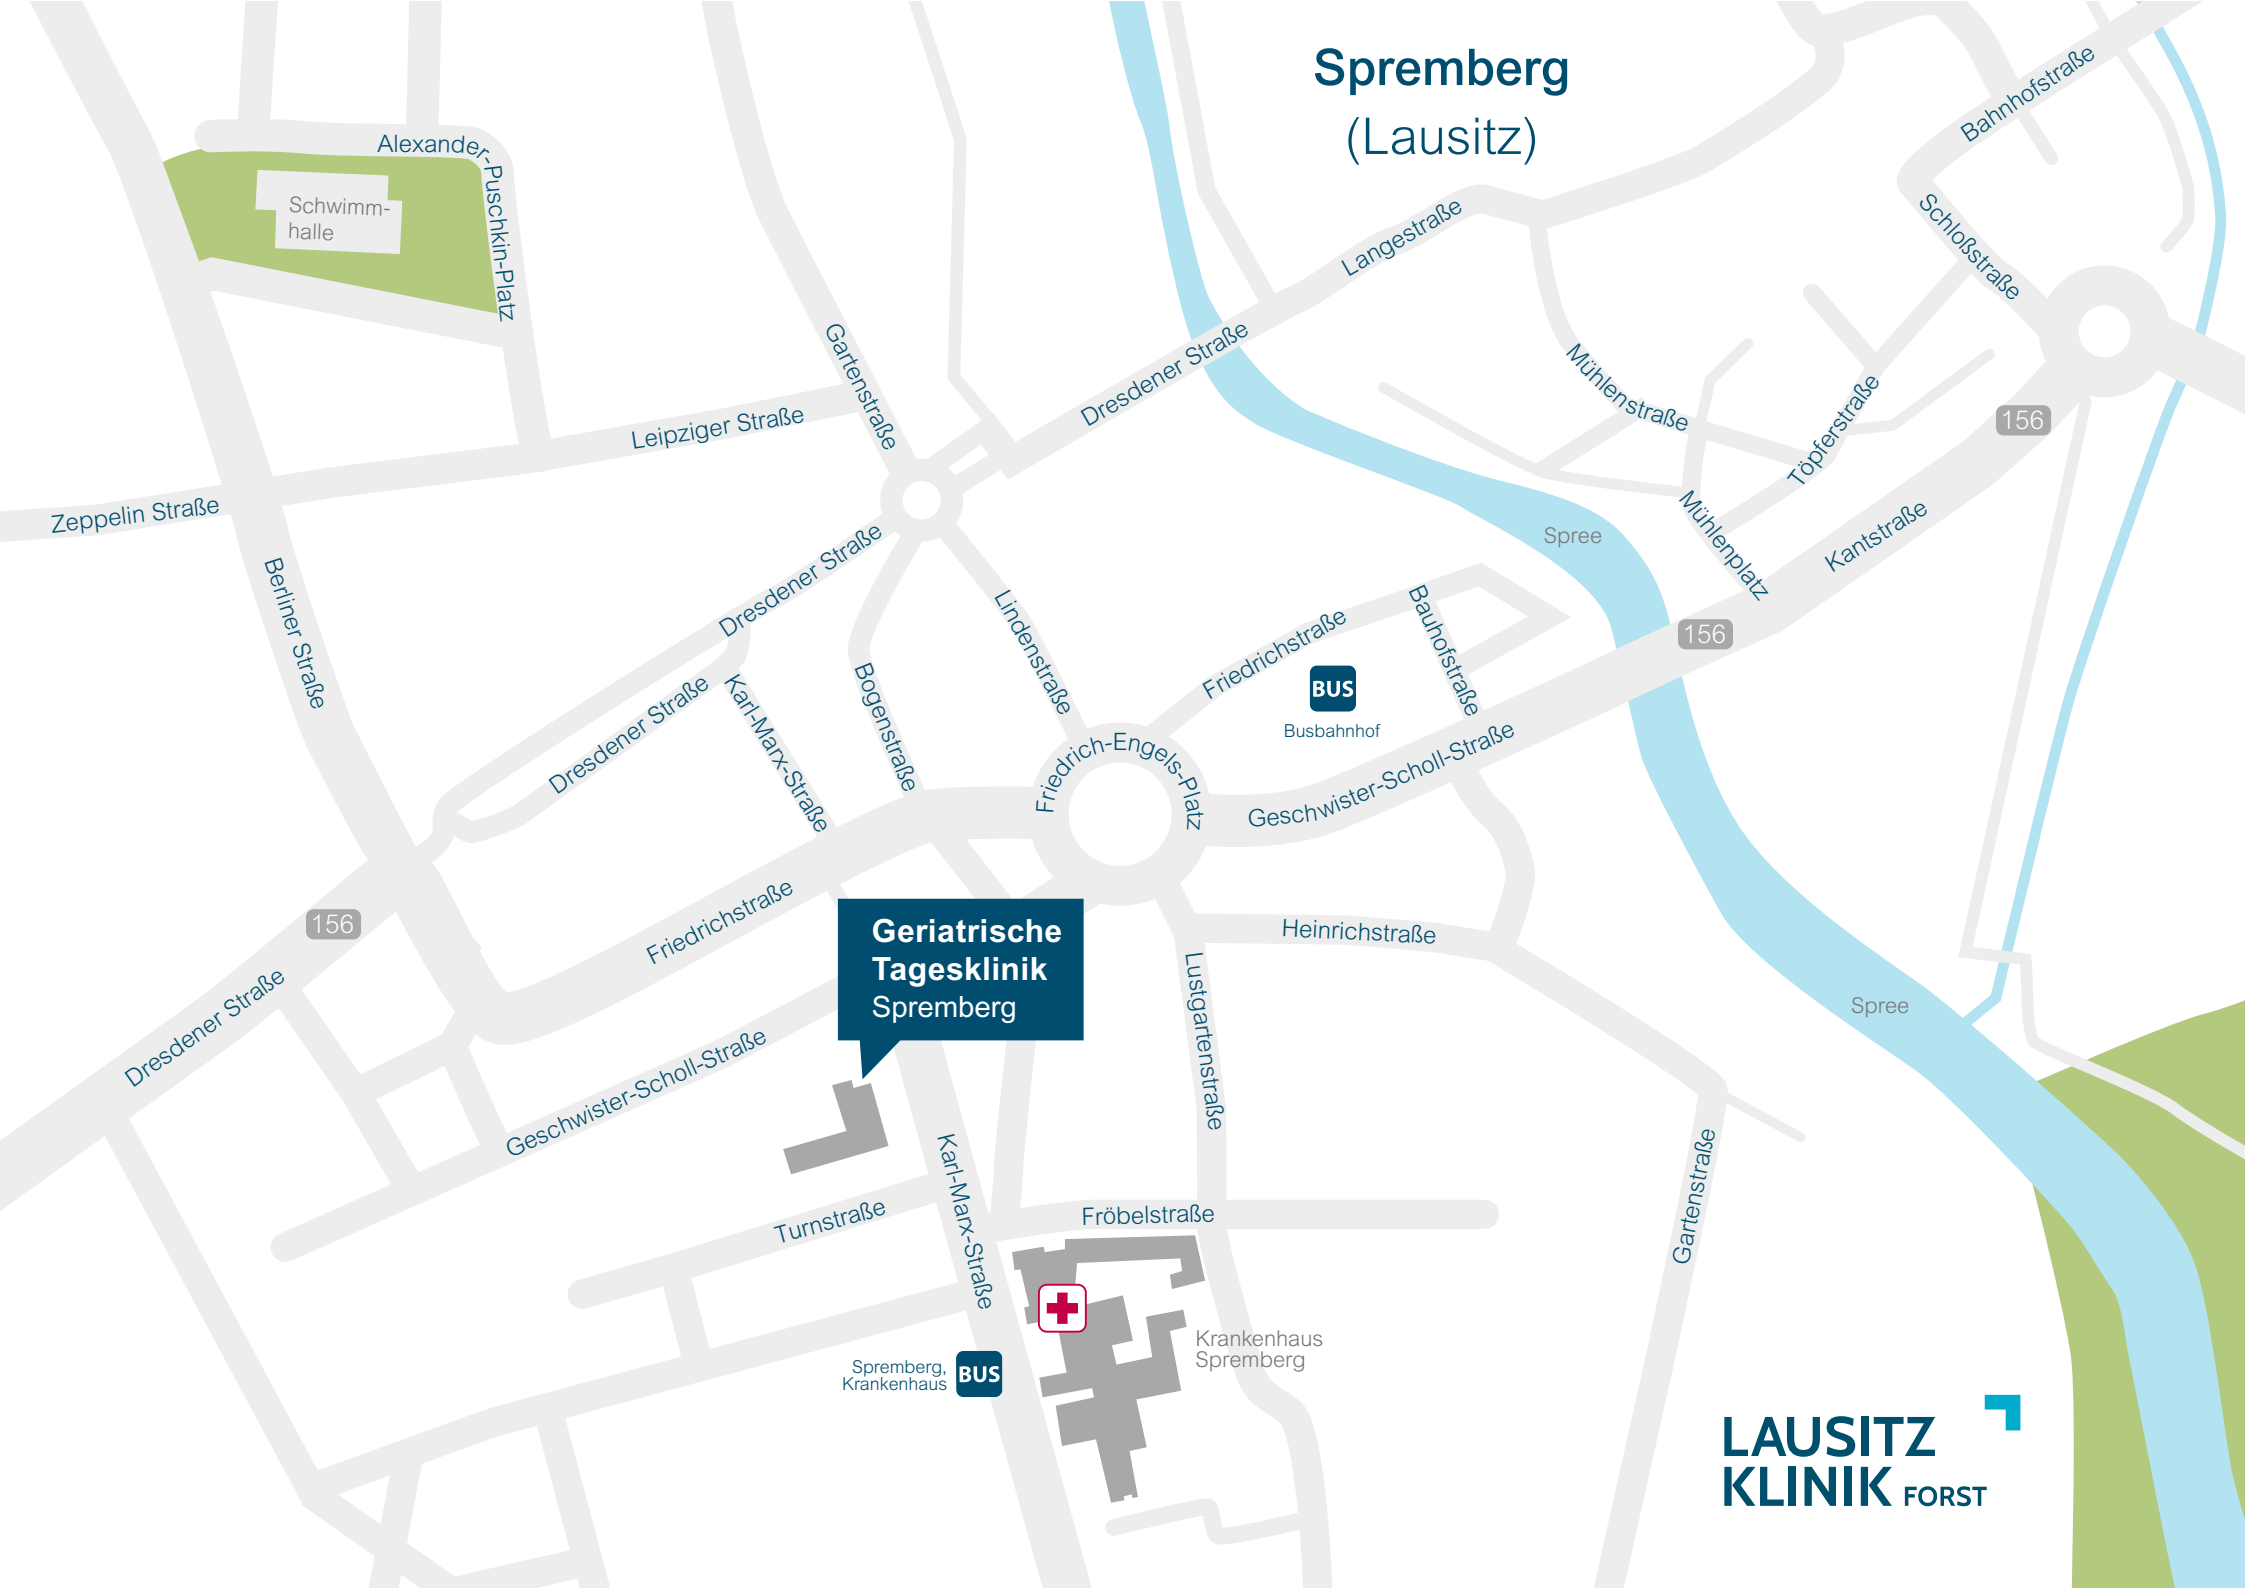 Spremberg
(Lausitz)
Bahnhofstraße
Alexander-Puschkin-Platz
Schwimm-
halle
Schloßstraße
Langestraße
Gartenstraße
Dresdener Straße
Mühlenstraße
Töpferstraße
156
Leipziger Straße
Zeppelin Straße
Mühlenplatz
Kantstraße
Spree
Dresdener Straße
Berliner Straße
Lindenstraße
Friedrichstraße
Bauhofstraße
156
BUS
Busbahnhof
Bogenstraße
Karl-Marx-Straße
Dresdener Straße
Friedrich-Engels-Platz
Geschwister-Scholl-Straße
Friedrichstraße
156
Geriatrische
Tagesklinik
Spremberg
Heinrichstraße
Lustgartenstraße
Dresdener Straße
Spree
Geschwister-Scholl-Straße
Karl-Marx-Straße
Turnstraße
Fröbelstraße
Gartenstraße
Krankenhaus
Spremberg
Spremberg,
Krankenhaus
BUS
LAUSITZ
KLINIK FORST